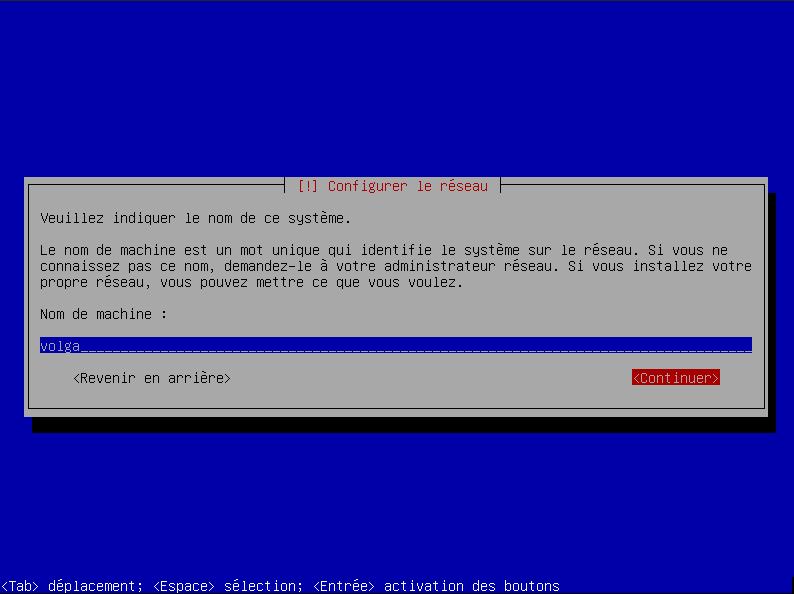 [!] Configurer le réseau
Veuillez indiquer le nom de ce système.
Le nom de machine est un mot unique qui identifie le système sur le réseau. Si vous ne
connaissez pas ce nom, demandez-le à votre administrateur réseau. Si vous installez votre
propre réseau, vous pouvez mettre ce que vous voulez.
Nom de machine :
volga
<Revenir en arrière> <Continuer>
<Tab> déplacement; <Espace> sélection; <Entrée> activation des boutons